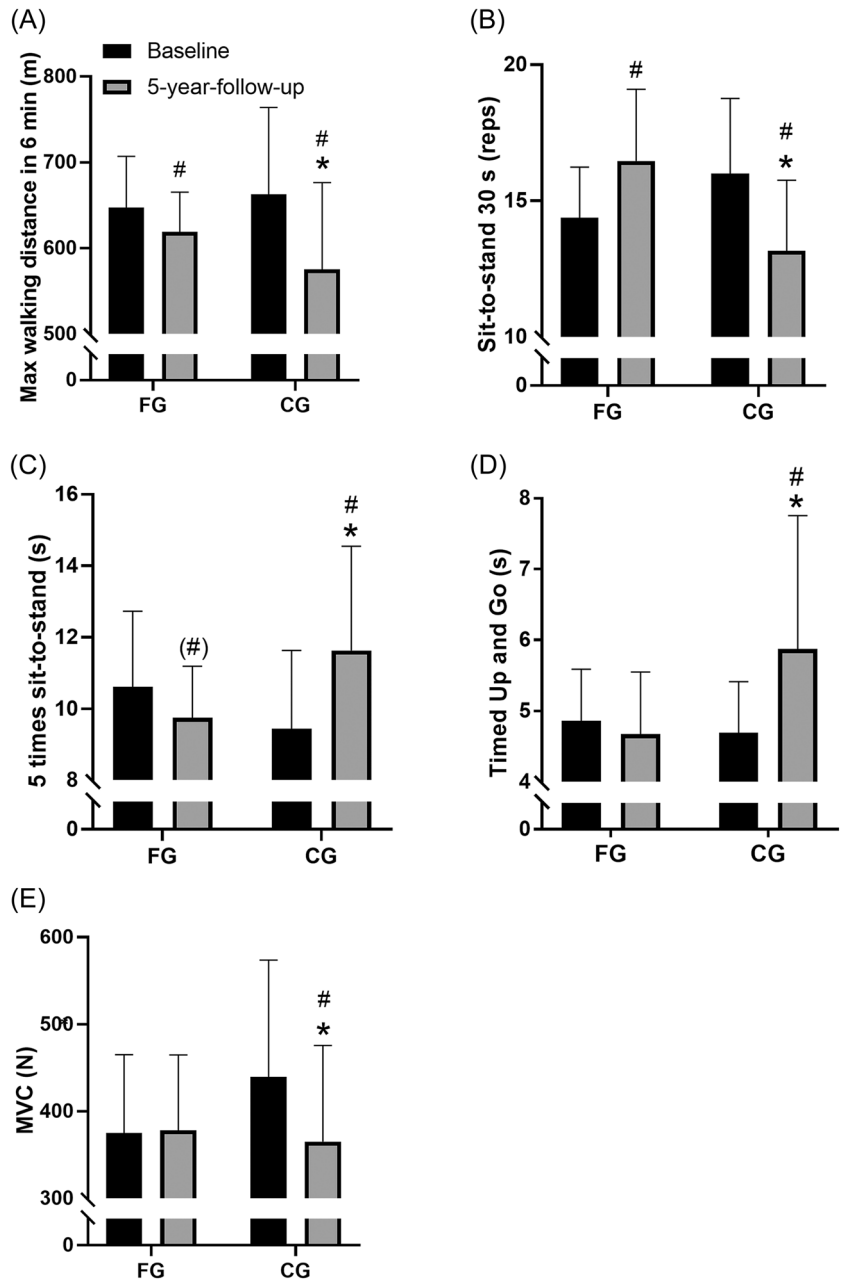 (A)
Baseline
5-year-follow-up
Max walking distance in 6 min (m)
800
700
600
500
0
#
#
*
FG
CG
(B)
Sit-to-stand 30 s (reps)
20
15
10
0
#
#
*
FG
CG
(C)
5 times sit-to-stand (s)
16
14
12
10
8
0
(#)
#
*
FG
CG
(D)
Timed Up and Go (s)
8
7
6
5
4
0
#
*
FG
CG
(E)
MVC (N)
600
500
400
300
0
#
*
FG
CG